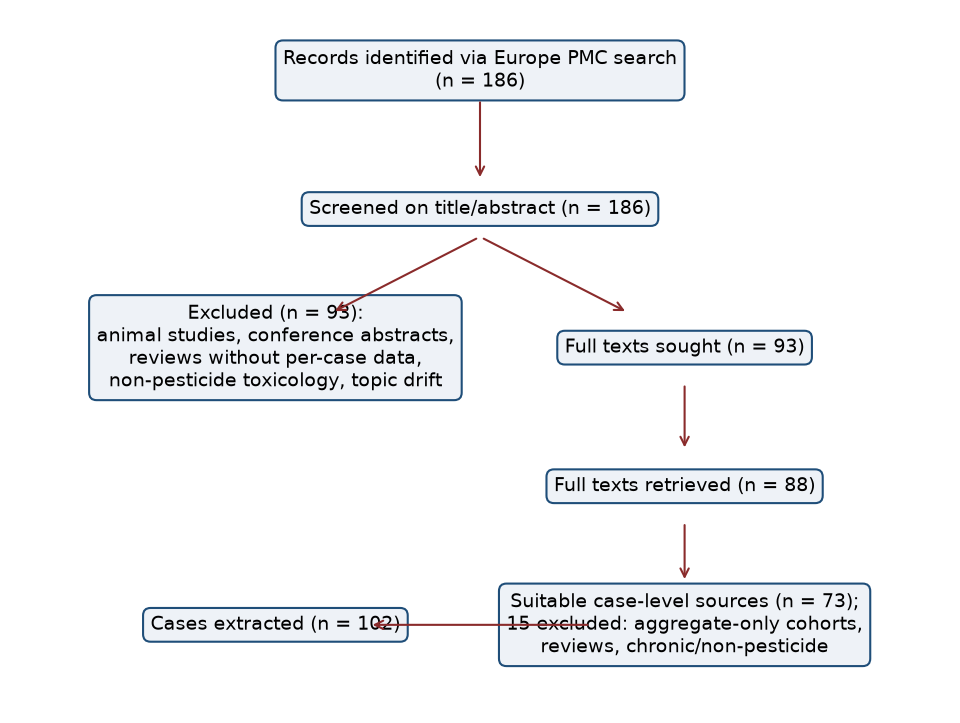 Records identified via Europe PMC search
(n = 186)
Screened on title/abstract (n = 186)
Excluded (n = 93):
animal studies, conference abstracts,
reviews without per-case data,
non-pesticide toxicology, topic drift
Full texts sought (n = 93)
Full texts retrieved (n = 88)
Suitable case-level sources (n = 73);
15 excluded: aggregate-only cohorts,
reviews, chronic/non-pesticide
Cases extracted (n = 102)